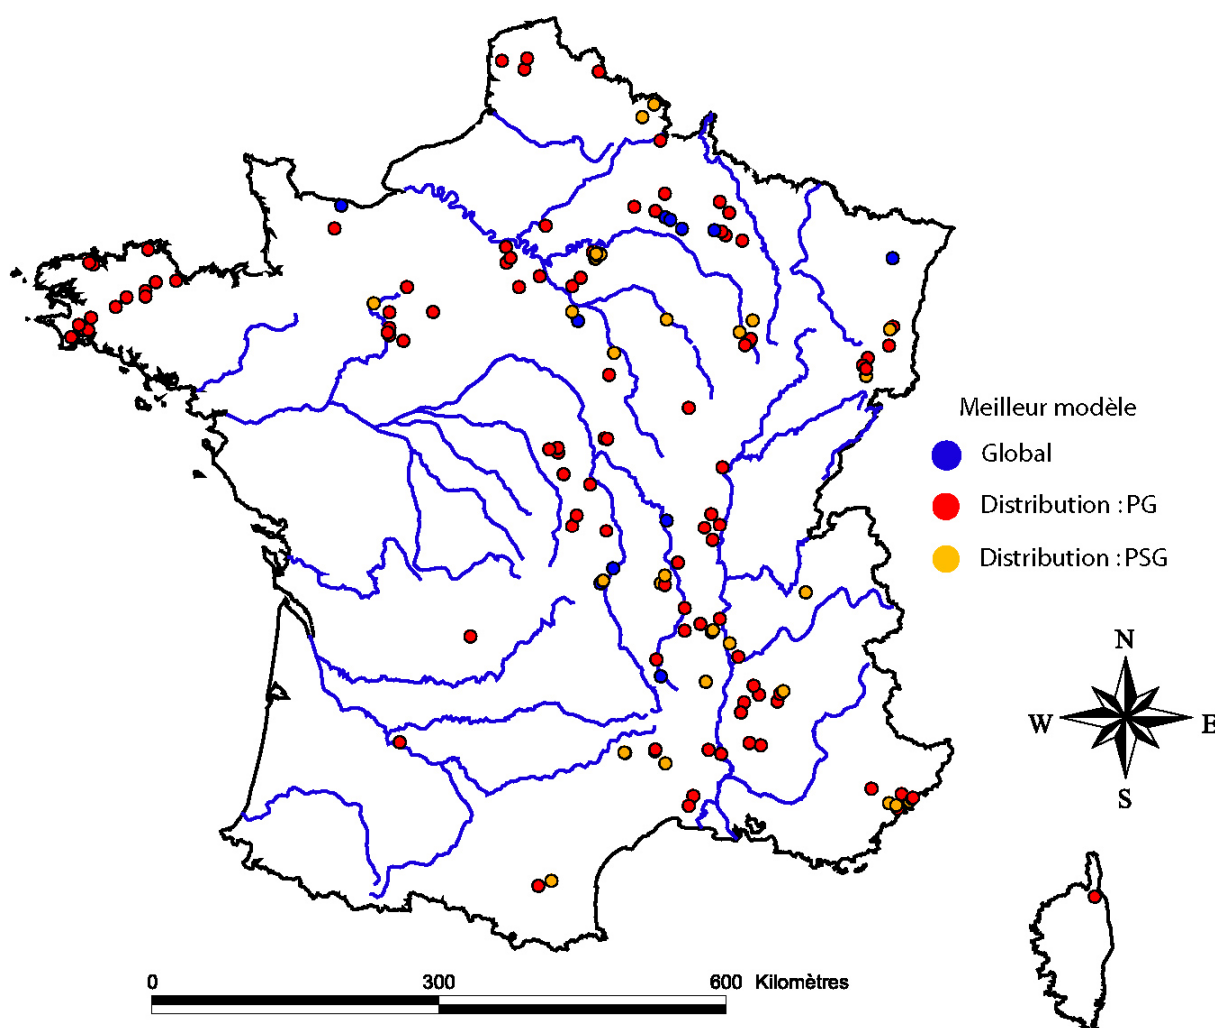 Meilleur modèle
Global
Distribution : PG
Distribution : PSG
N
W E
S
0 300 600 Kilomètres